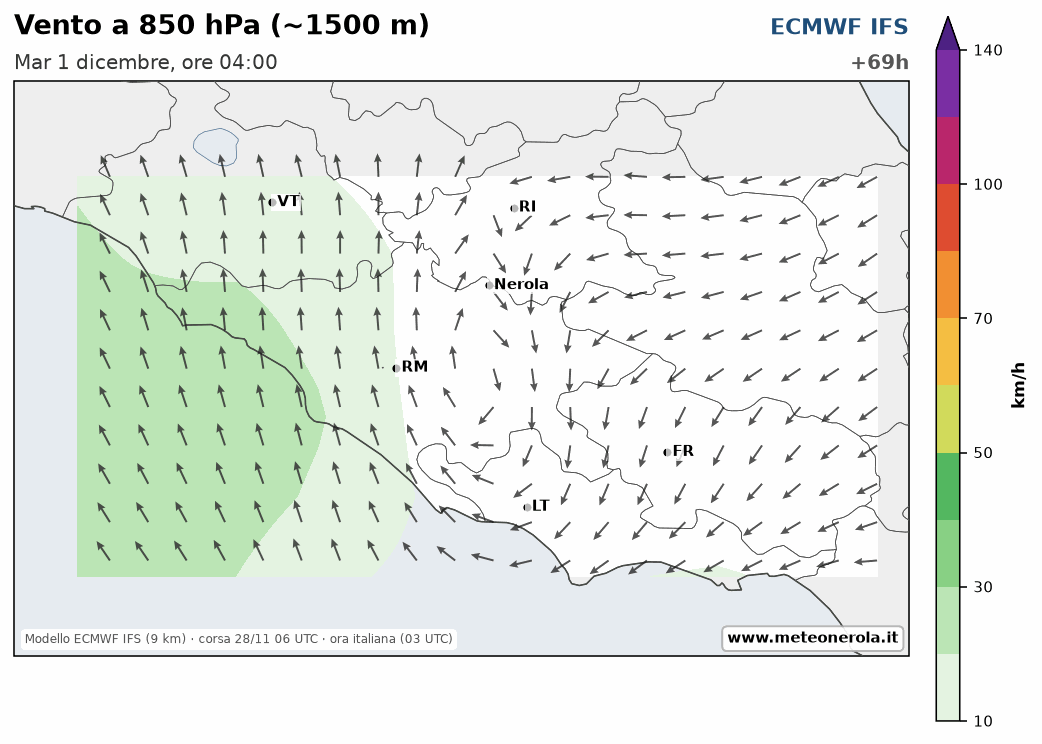 Vento a 850 hPa (~1500 m)
ECMWF IFS
Mar 1 dicembre, ore 04:00
+69h
VT
RI
Nerola
RM
FR
LT
Modello ECMWF IFS (9 km) · corsa 28/11 06 UTC · ora italiana (03 UTC)
www.meteonerola.it
140
100
70
50
30
10
km/h